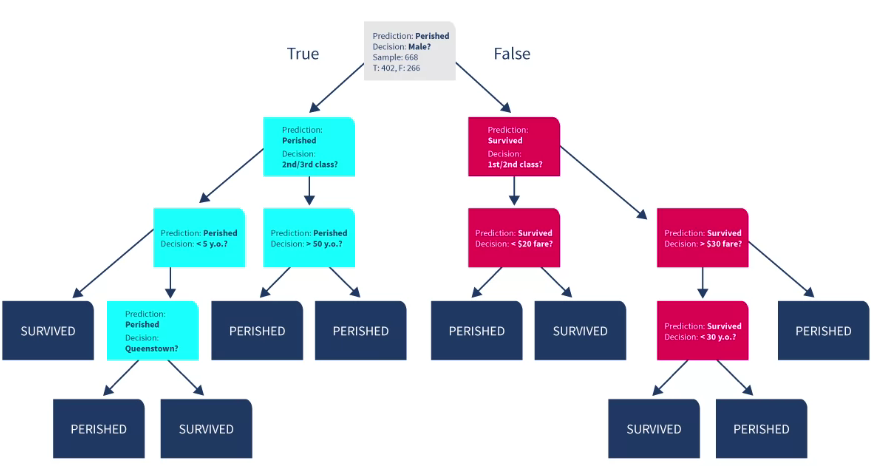 Prediction: Perished
Decision: Male?
Sample: 668
T: 402, F: 266
True
False
Prediction:
Perished
Decision:
2nd/3rd class?
Prediction:
Survived
Decision:
1st/2nd class?
Prediction: Perished
Decision: < 5 y.o.?
Prediction: Perished
Decision: > 50 y.o.?
Prediction: Survived
Decision: < $20 fare?
Prediction: Survived
Decision: > $30 fare?
SURVIVED
Prediction:
Perished
Decision:
Queenstown?
PERISHED
PERISHED
PERISHED
SURVIVED
Prediction: Survived
Decision: < 30 y.o.?
PERISHED
PERISHED
SURVIVED
SURVIVED
PERISHED